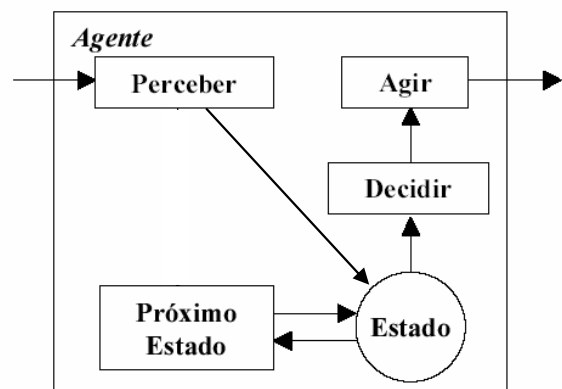 Agente
Perceber
Agir
Decidir
Próximo
Estado
Estado